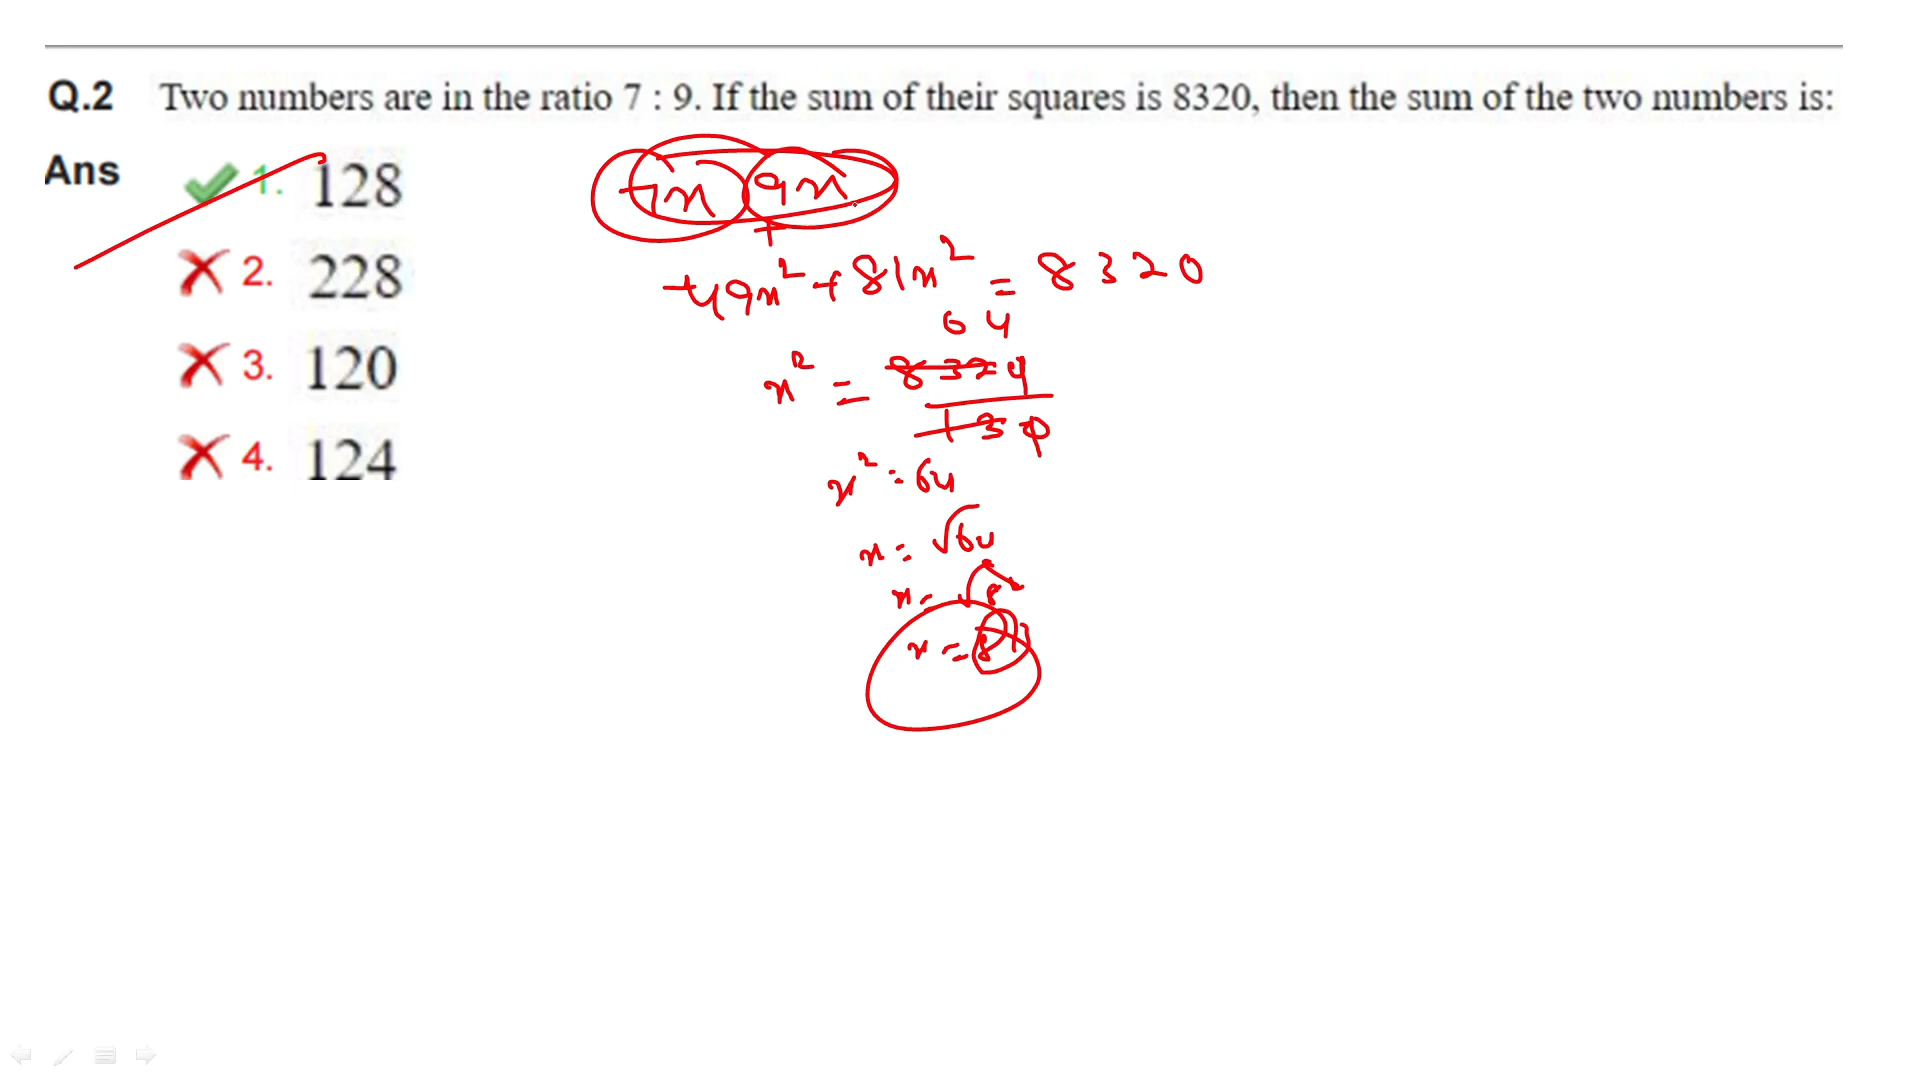 Q.2 Two numbers are in the ratio 7 : 9. If the sum of their squares is 8320, then the sum of the two numbers is:
Ans 1. 128
2. 228
3. 120
4. 124
7x 9x
+
49x² + 81x² = 8320
64
x² = 8320
130
x² = 64
x = √64
x = √8²
x = 8